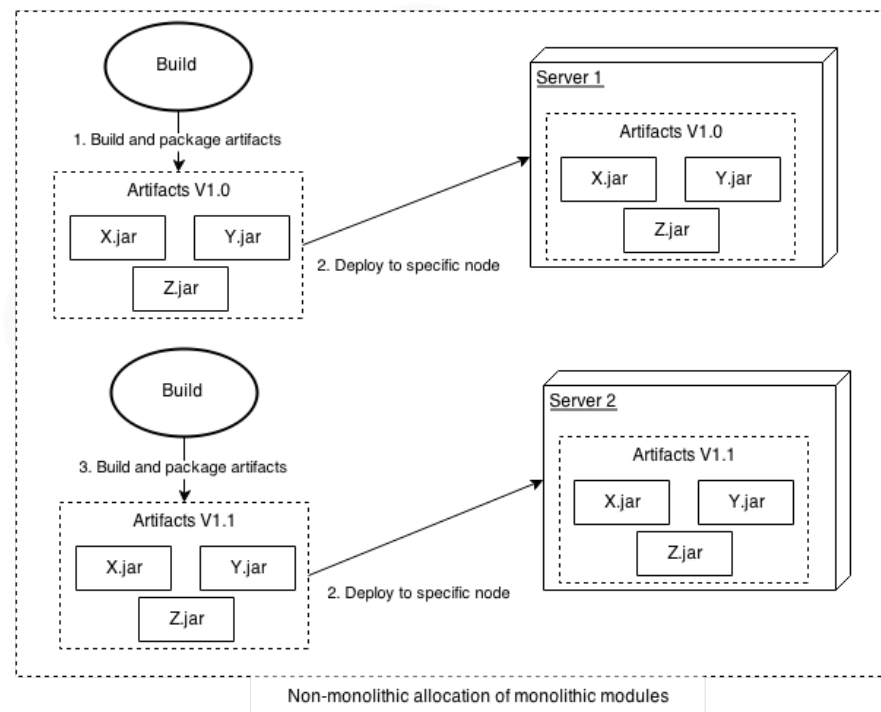 Build
1. Build and package artifacts
Artifacts V1.0
X.jar
Y.jar
Z.jar
2. Deploy to specific node
Server 1
Artifacts V1.0
X.jar
Y.jar
Z.jar
Build
3. Build and package artifacts
Artifacts V1.1
X.jar
Y.jar
Z.jar
2. Deploy to specific node
Server 2
Artifacts V1.1
X.jar
Y.jar
Z.jar
Non-monolithic allocation of monolithic modules